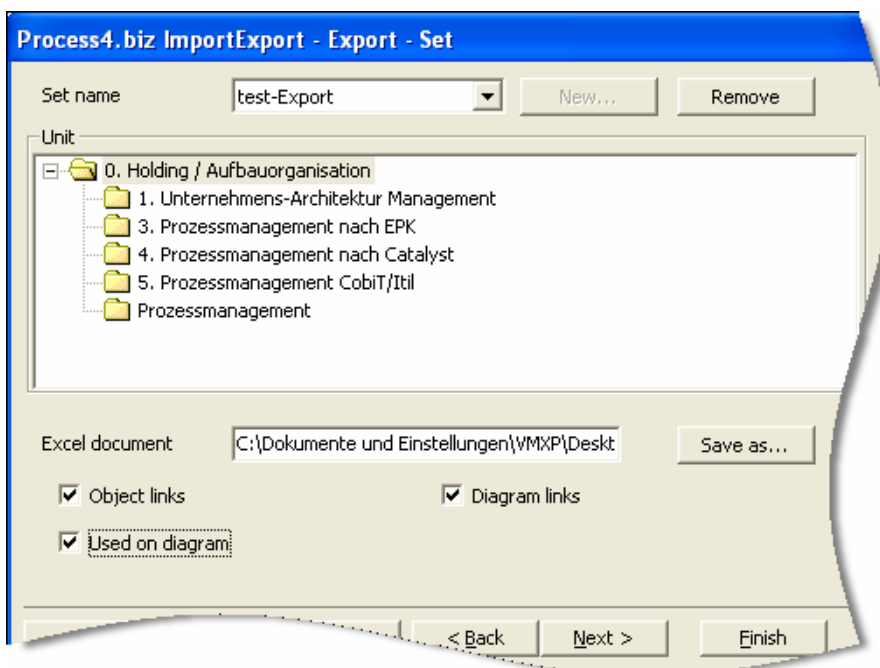 Process4.biz ImportExport - Export - Set
Set name test-Export New... Remove
Unit
0. Holding / Aufbauorganisation
1. Unternehmens-Architektur Management
3. Prozessmanagement nach EPK
4. Prozessmanagement nach Catalyst
5. Prozessmanagement CobiT/Itil
Prozessmanagement
Excel document C:\Dokumente und Einstellungen\VMXP\Deskt Save as...
Object links Diagram links
Used on diagram
< Back Next > Finish